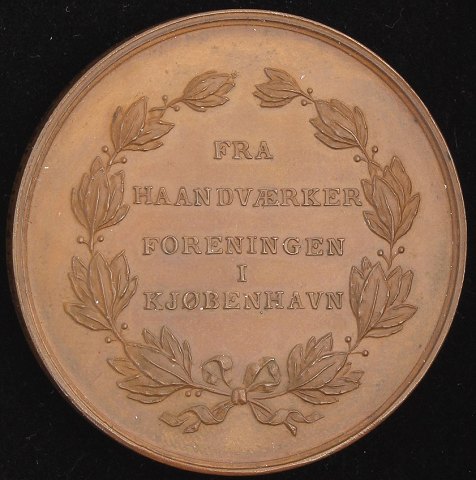 FRA
HAANDVÆRKER
FORENINGEN
I
KJØBENHAVN